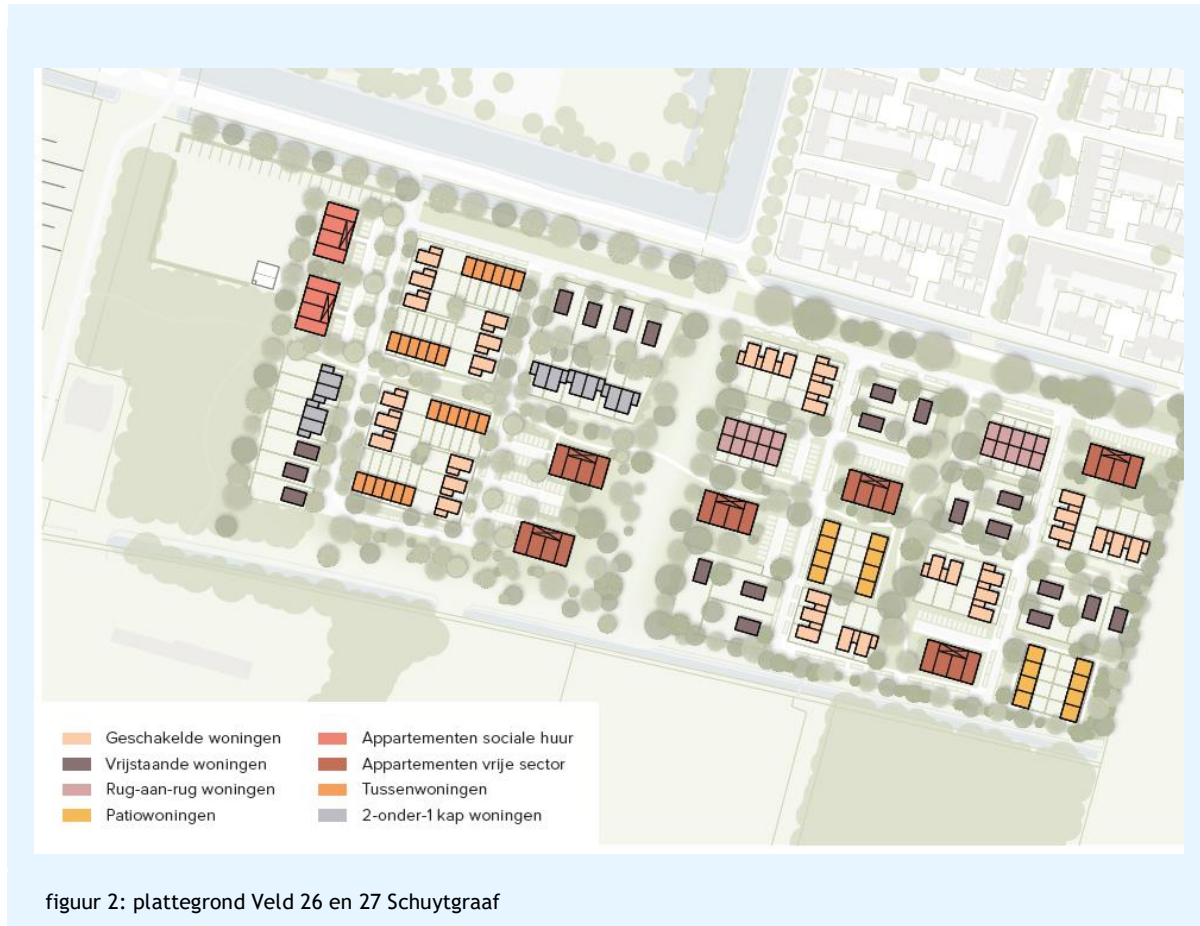 Geschakelde woningen
Vrijstaande woningen
Rug-aan-rug woningen
Patiowoningen
Appartementen sociale huur
Appartementen vrije sector
Tussenwoningen
2-onder-1 kap woningen
figuur 2: plattegrond Veld 26 en 27 Schuytgraaf